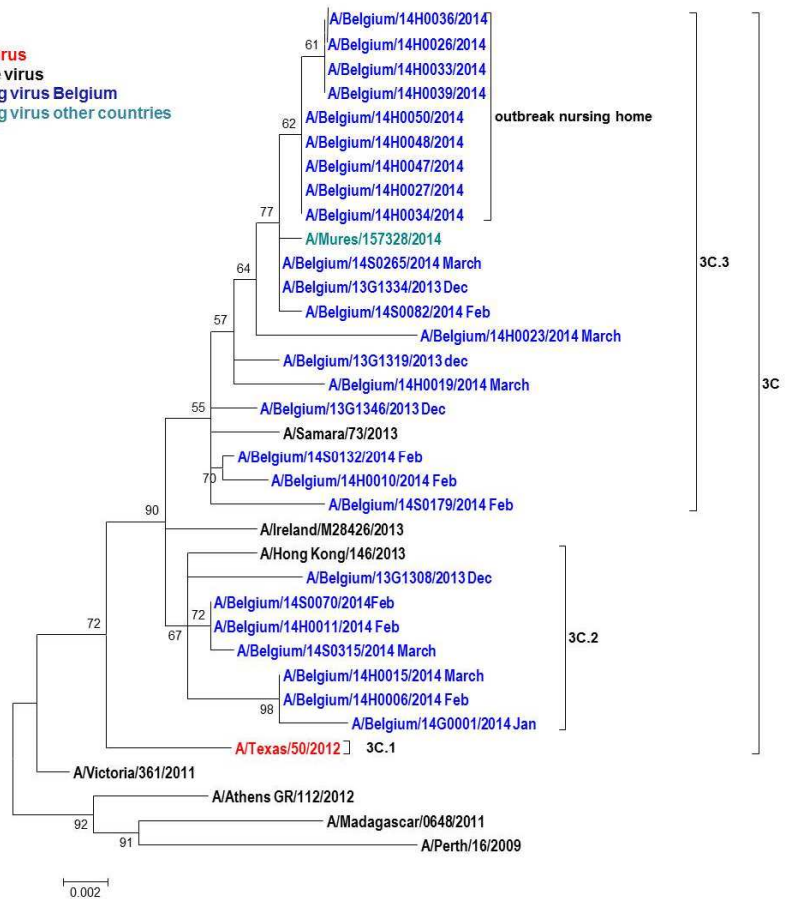 A/Belgium/14H0036/2014
A/Belgium/14H0026/2014
61
virus
A/Belgium/14H0033/2014
virus
g virus Belgium
A/Belgium/14H0039/2014
g virus other countries
A/Belgium/14H0050/2014
outbreak nursing home
62
A/Belgium/14H0048/2014
A/Belgium/14H0047/2014
A/Belgium/14H0027/2014
77
A/Belgium/14H0034/2014
A/Mures/157328/2014
A/Belgium/14S0265/2014 March
3C.3
64
A/Belgium/13G1334/2013 Dec
A/Belgium/14S0082/2014 Feb
57
A/Belgium/14H0023/2014 March
A/Belgium/13G1319/2013 dec
A/Belgium/14H0019/2014 March
3C
55
A/Belgium/13G1346/2013 Dec
A/Samara/73/2013
A/Belgium/14S0132/2014 Feb
70
A/Belgium/14H0010/2014 Feb
A/Belgium/14S0179/2014 Feb
90
A/Ireland/M28426/2013
A/Hong Kong/146/2013
A/Belgium/13G1308/2013 Dec
A/Belgium/14S0070/2014Feb
72
A/Belgium/14H0011/2014 Feb
72
67
3C.2
A/Belgium/14S0315/2014 March
A/Belgium/14H0015/2014 March
A/Belgium/14H0006/2014 Feb
98
A/Belgium/14G0001/2014 Jan
A/Texas/50/2012
3C.1
A/Victoria/361/2011
A/Athens GR/112/2012
92
A/Madagascar/0648/2011
91
A/Perth/16/2009
0.002